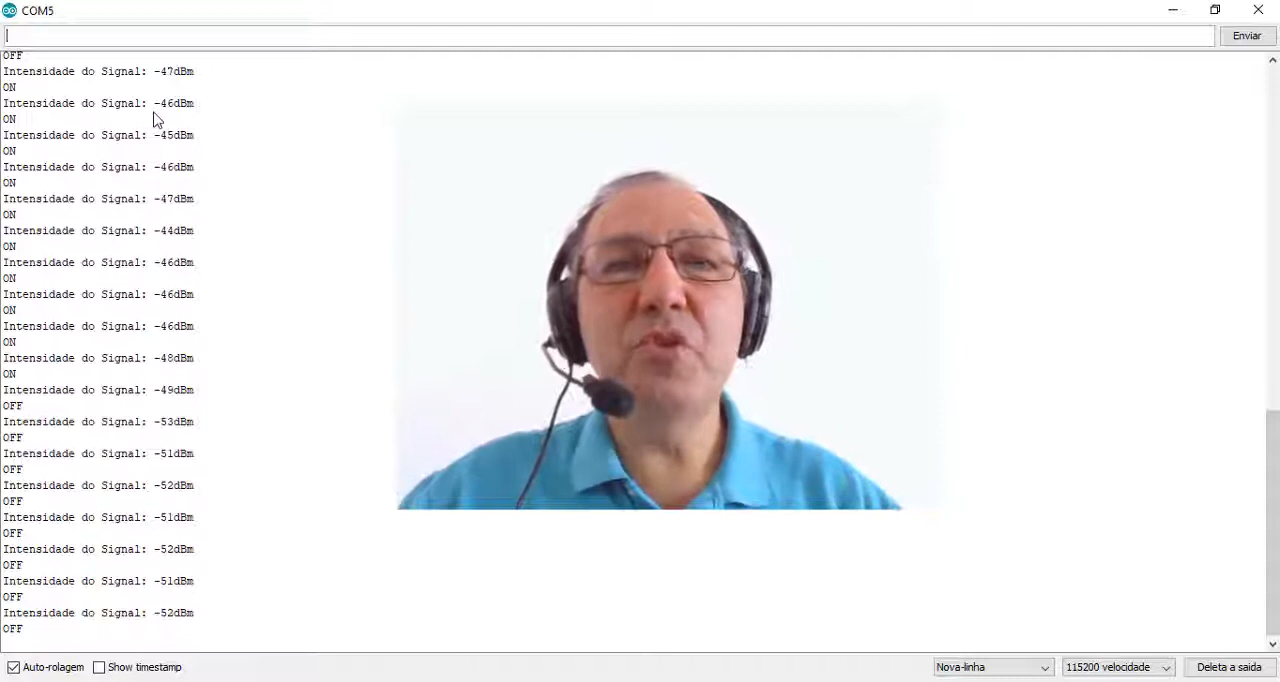 COM5
Enviar
OFF
Intensidade do Signal: -47dBm
ON
Intensidade do Signal: -46dBm
ON
Intensidade do Signal: -45dBm
ON
Intensidade do Signal: -46dBm
ON
Intensidade do Signal: -47dBm
ON
Intensidade do Signal: -44dBm
ON
Intensidade do Signal: -46dBm
ON
Intensidade do Signal: -46dBm
ON
Intensidade do Signal: -46dBm
ON
Intensidade do Signal: -48dBm
ON
Intensidade do Signal: -49dBm
OFF
Intensidade do Signal: -53dBm
OFF
Intensidade do Signal: -51dBm
OFF
Intensidade do Signal: -52dBm
OFF
Intensidade do Signal: -51dBm
OFF
Intensidade do Signal: -52dBm
OFF
Intensidade do Signal: -51dBm
OFF
Intensidade do Signal: -52dBm
OFF
Auto-rolagem Show timestamp Nova-linha 115200 velocidade Deleta a saida